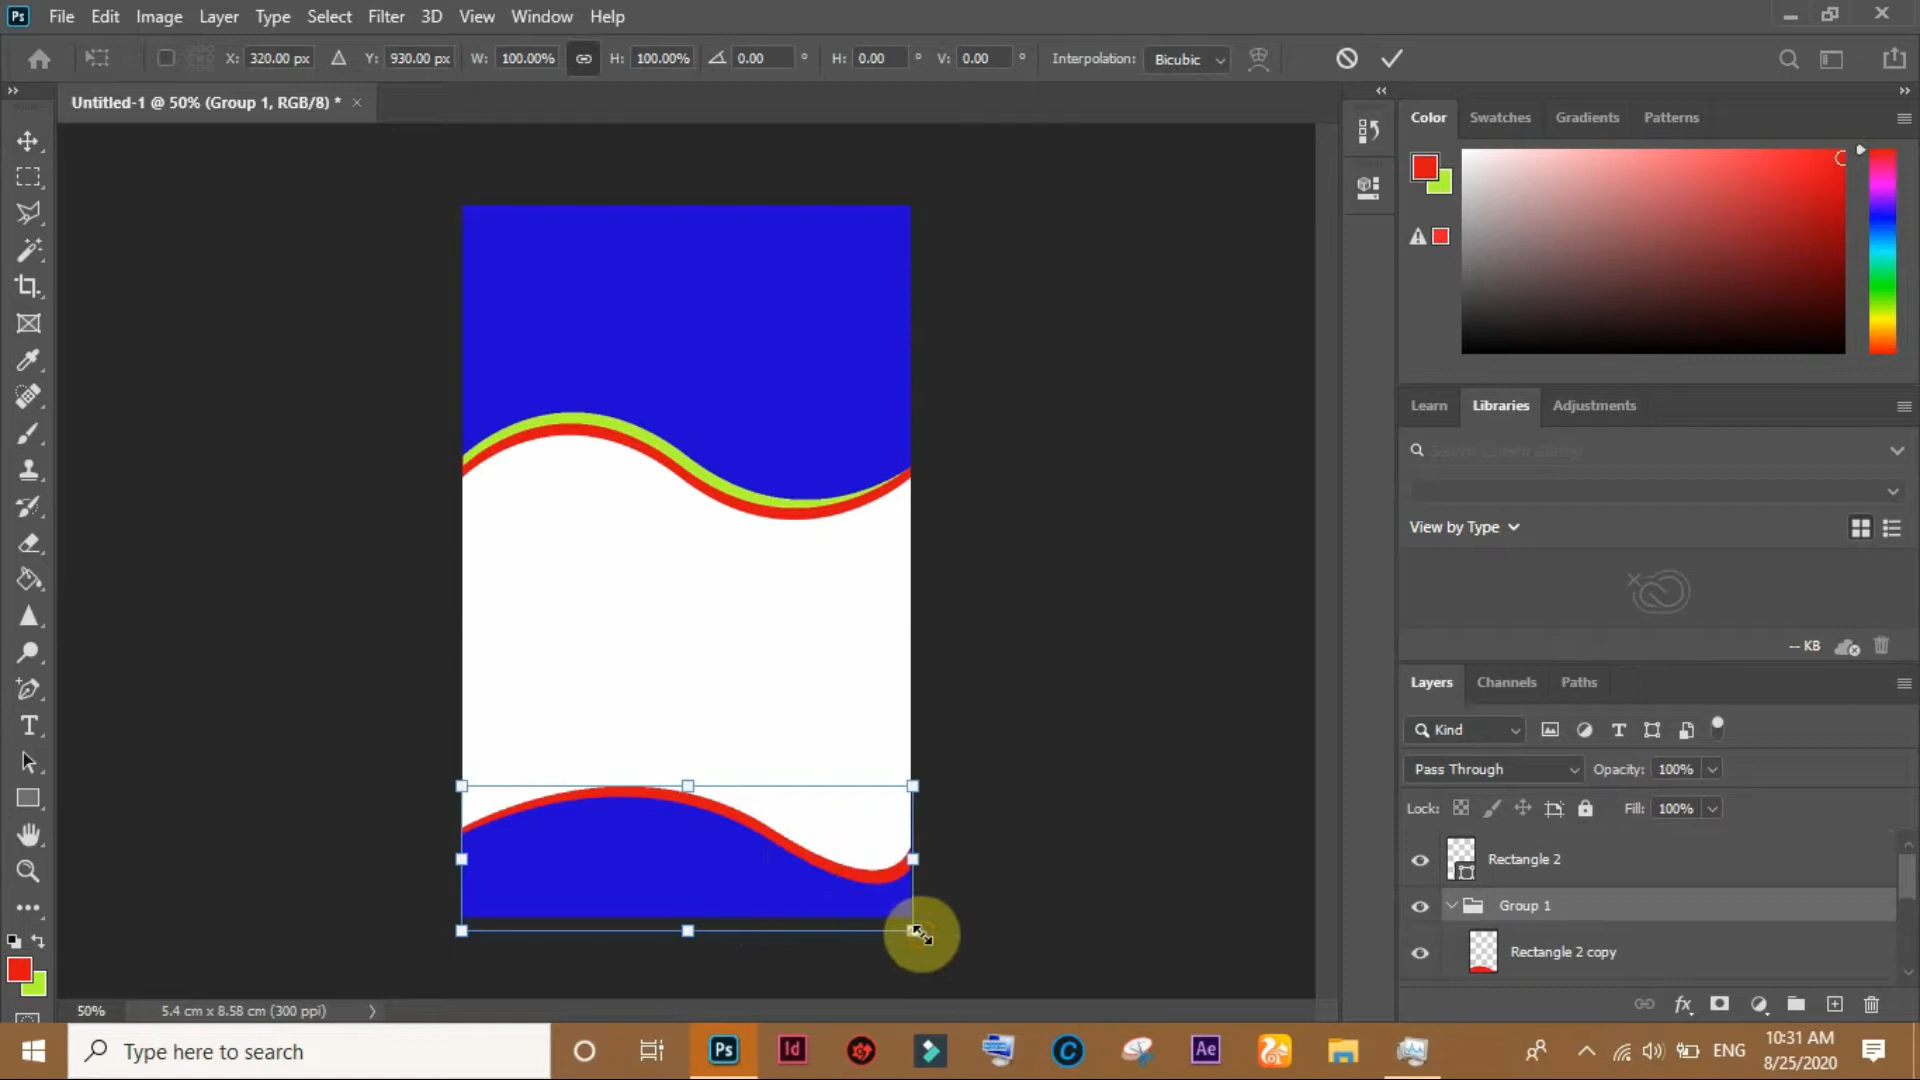 Ps File Edit Image Layer Type Select Filter 3D View Window Help
X: 320.00 px Y: 930.00 px W: 100.00% H: 100.00% 0.00 ° H: 0.00 ° V: 0.00 ° Interpolation: Bicubic
Untitled-1 @ 50% (Group 1, RGB/8) * ×
Color Swatches Gradients Patterns
Learn Libraries Adjustments
View by Type
-- KB
Layers Channels Paths
Kind
Pass Through Opacity: 100%
Lock: Fill: 100%
Rectangle 2
Group 1
Rectangle 2 copy
fx
50% 5.4 cm x 8.58 cm (300 ppi)
Type here to search
Ps Id C Ae
ENG
10:31 AM
8/25/2020